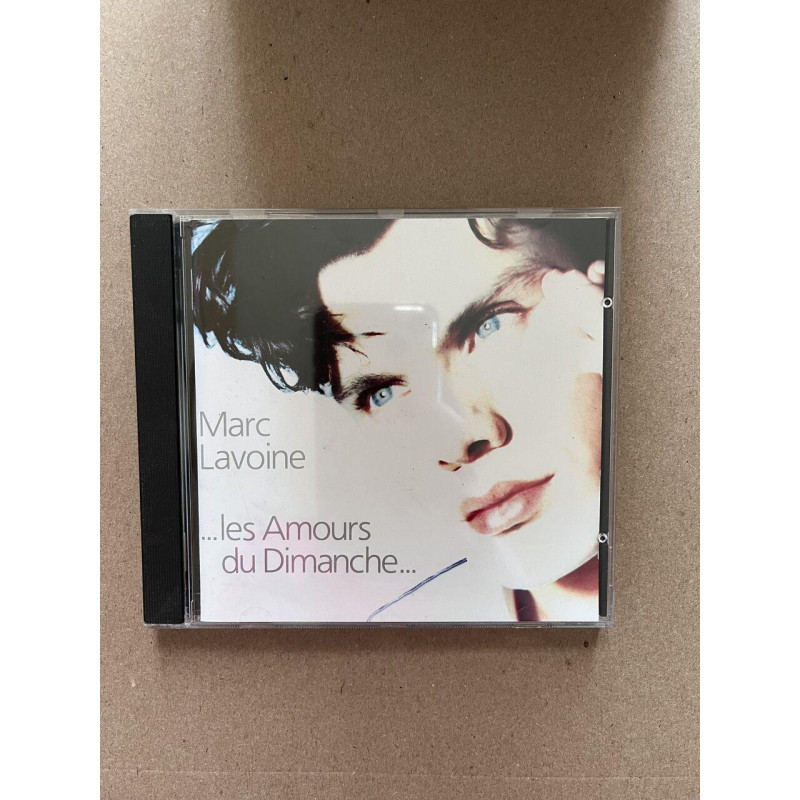 Marc
Lavoine
...les Amours
du Dimanche...